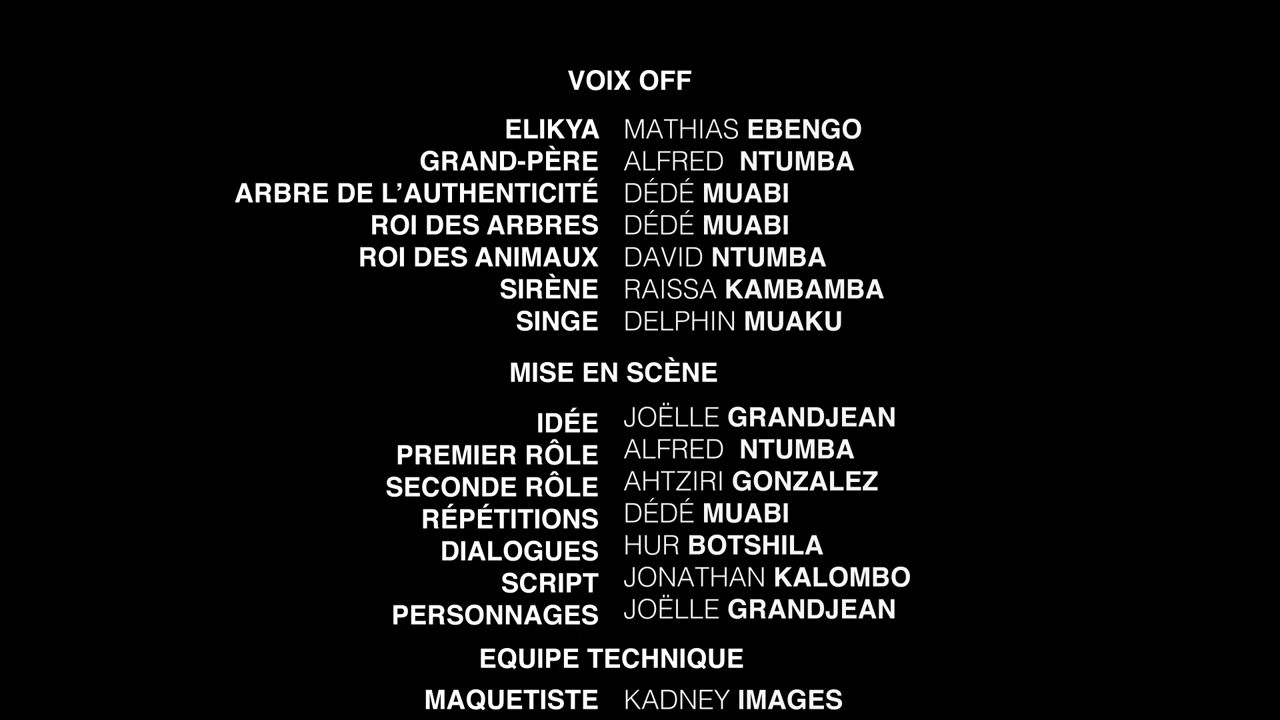 VOIX OFF
ELIKYA MATHIAS EBENGO
GRAND-PÈRE ALFRED NTUMBA
ARBRE DE L’AUTHENTICITÉ DÉDÉ MUABI
ROI DES ARBRES DÉDÉ MUABI
ROI DES ANIMAUX DAVID NTUMBA
SIRÈNE RAISSA KAMBAMBA
SINGE DELPHIN MUAKU
MISE EN SCÈNE
IDÉE JOËLLE GRANDJEAN
PREMIER RÔLE ALFRED NTUMBA
SECONDE RÔLE AHTZIRI GONZALEZ
RÉPÉTITIONS DÉDÉ MUABI
DIALOGUES HUR BOTSHILA
SCRIPT JONATHAN KALOMBO
PERSONNAGES JOËLLE GRANDJEAN
EQUIPE TECHNIQUE
MAQUETISTE KADNEY IMAGES